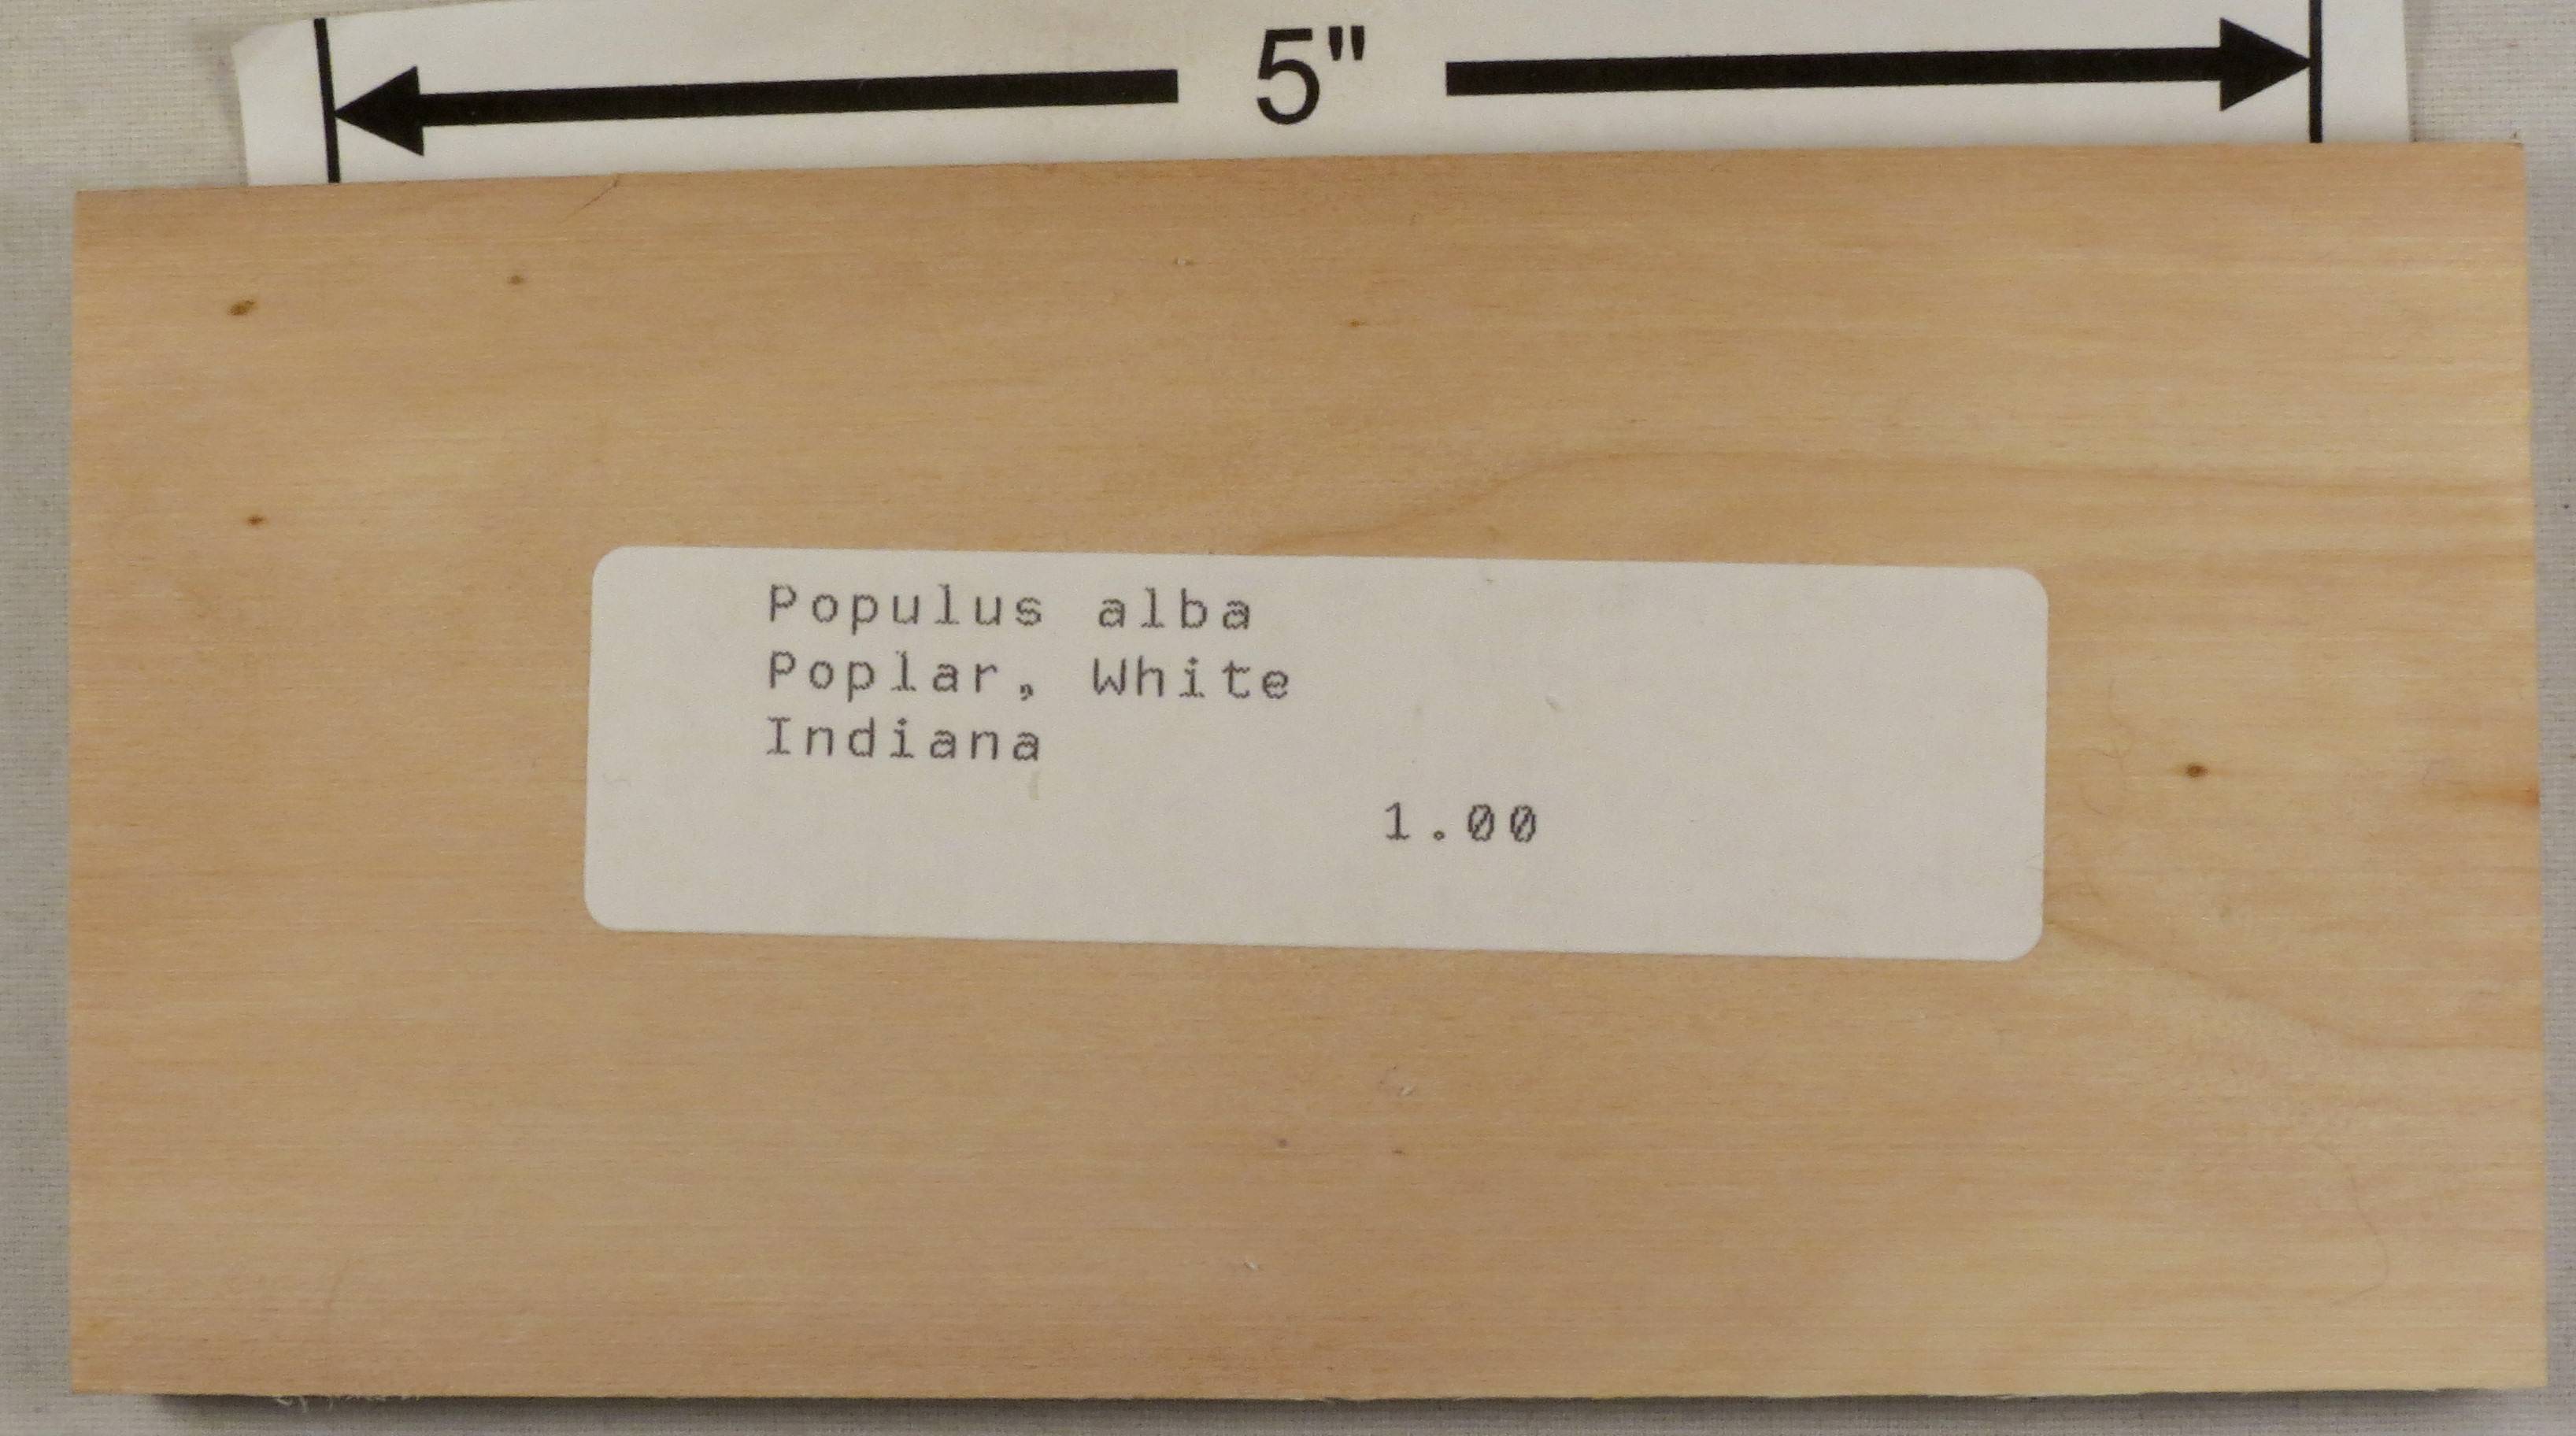 5"
Populus alba
Poplar, White
Indiana
1.00